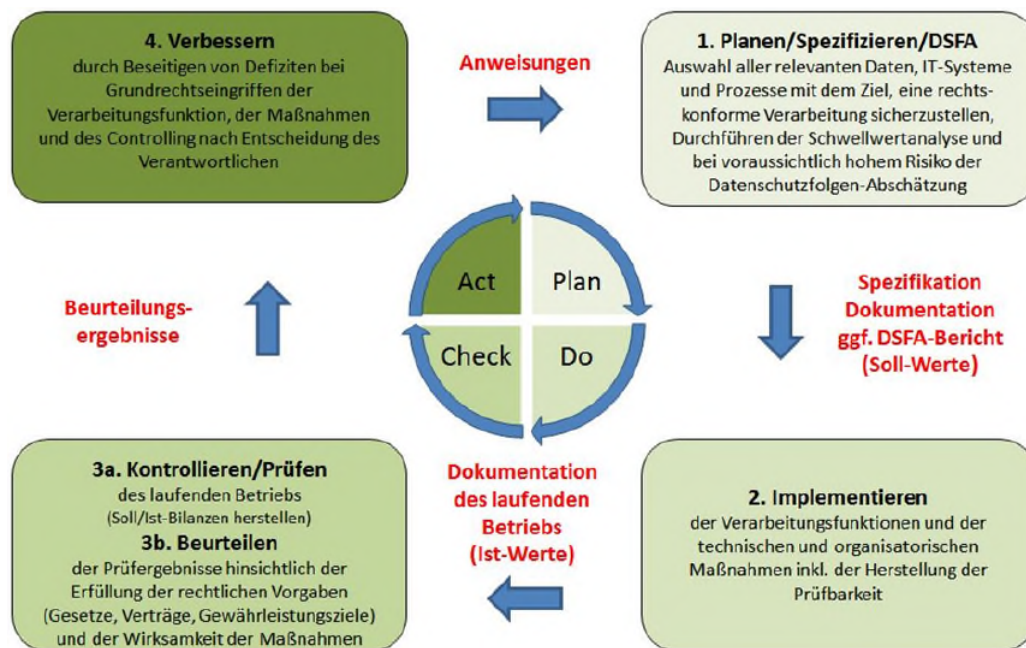 4. Verbessern
durch Beseitigen von Defiziten bei
Grundrechtseingriffen der
Verarbeitungsfunktion, der Maßnahmen
und des Controlling nach Entscheidung des
Verantwortlichen
Anweisungen
1. Planen/Spezifizieren/DSFA
Auswahl aller relevanten Daten, IT-Systeme
und Prozesse mit dem Ziel, eine rechts-
konforme Verarbeitung sicherzustellen,
Durchführen der Schwellwertanalyse und
bei voraussichtlich hohem Risiko der
Datenschutzfolgen-Abschätzung
Beurteilungs-
ergebnisse
Act
Plan
Check
Do
Spezifikation
Dokumentation
ggf. DSFA-Bericht
(Soll-Werte)
3a. Kontrollieren/Prüfen
des laufenden Betriebs
(Soll/Ist-Bilanzen herstellen)
3b. Beurteilen
der Prüfergebnisse hinsichtlich der
Erfüllung der rechtlichen Vorgaben
(Gesetze, Verträge, Gewährleistungsziele)
und der Wirksamkeit der Maßnahmen
Dokumentation
des laufenden
Betriebs
(Ist-Werte)
2. Implementieren
der Verarbeitungsfunktionen und der
technischen und organisatorischen
Maßnahmen inkl. der Herstellung der
Prüfbarkeit